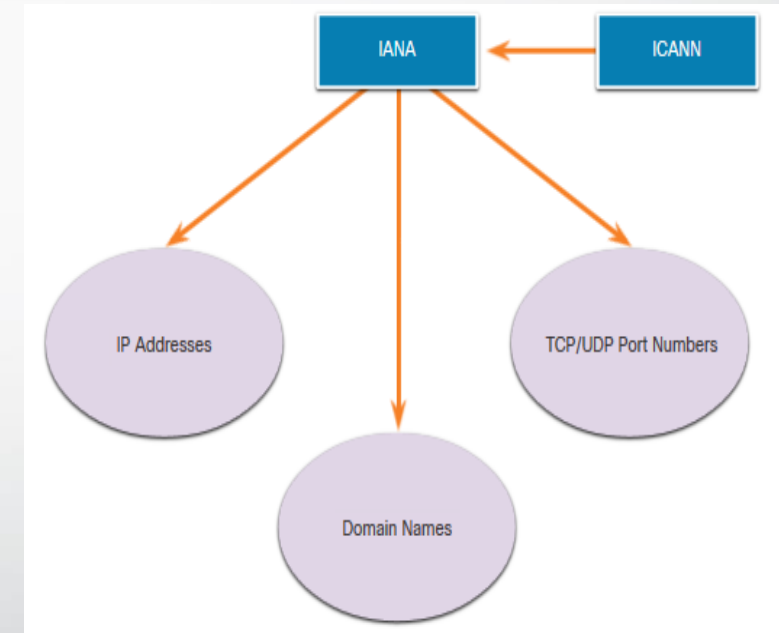 IANA
ICANN
IP Addresses
TCP/UDP Port Numbers
Domain Names